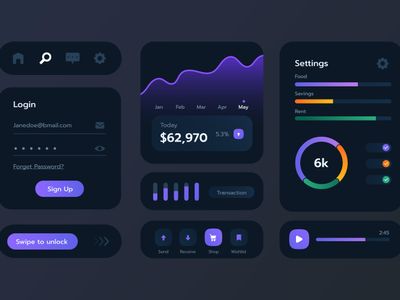 Login
Janedoe@bmail.com
Forget Password?
Sign Up
Swipe to unlock
Jan Feb Mar Apr May
Today
$62,970
5.3%
Transaction
Send Receive Shop Wishlist
Settings
Food
Savings
Rent
6k
2:45